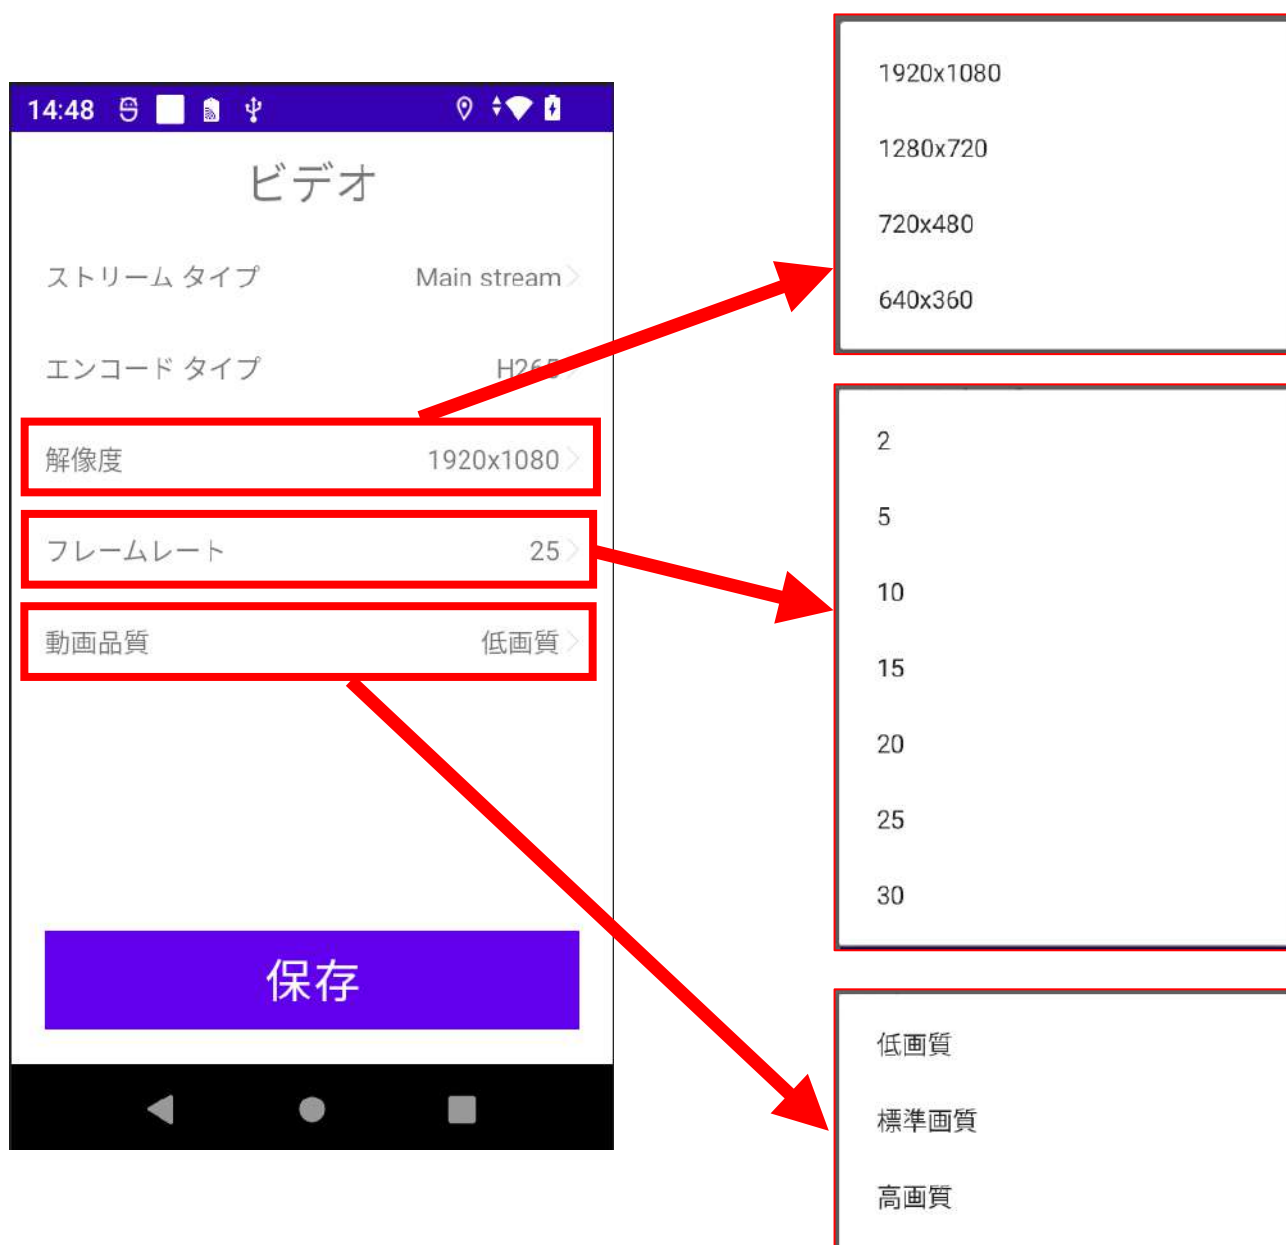 14:48
ビデオ
ストリーム タイプ Main stream
エンコード タイプ H265
解像度 1920x1080
フレームレート 25
動画品質 低画質
保存
1920x1080
1280x720
720x480
640x360
2
5
10
15
20
25
30
低画質
標準画質
高画質